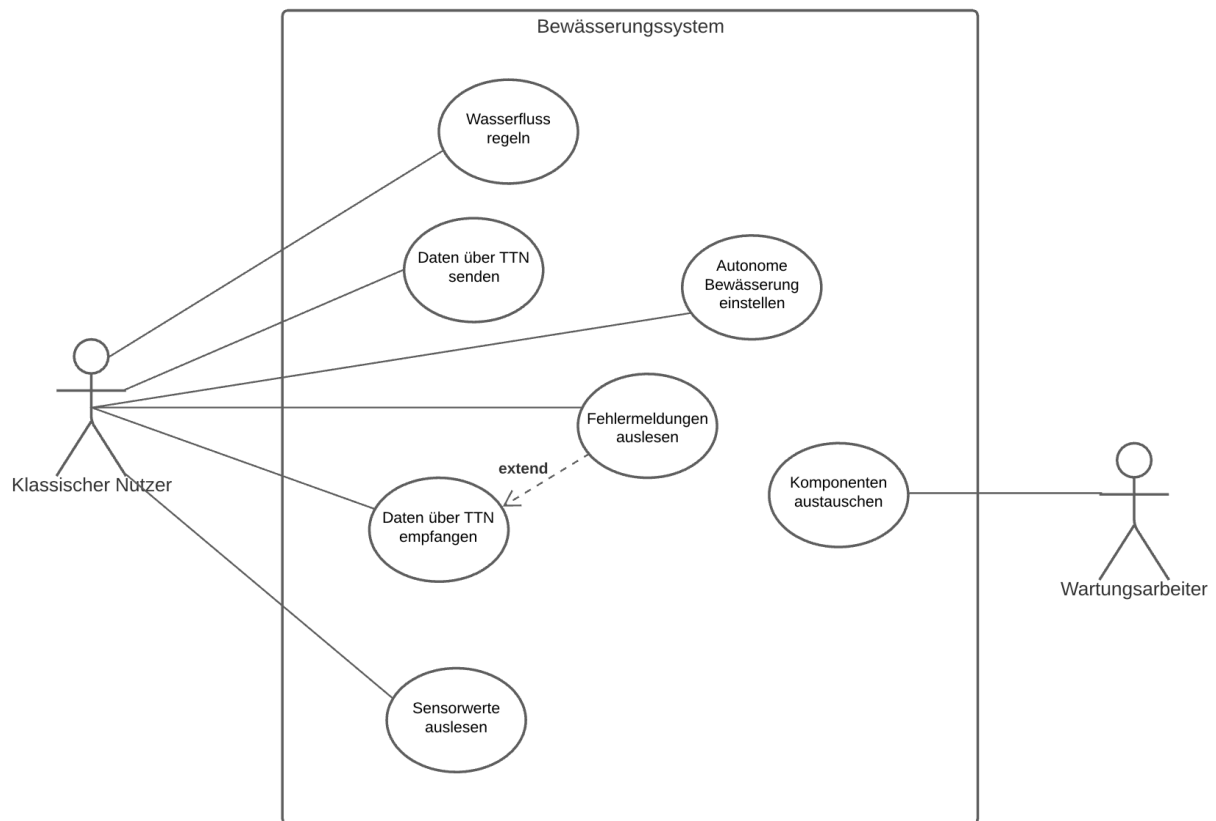 Bewässerungssystem
Wasserfluss
regeln
Daten über TTN
senden
Autonome
Bewässerung
einstellen
Fehlermeldungen
auslesen
extend
Klassischer Nutzer
Komponenten
austauschen
Daten über TTN
empfangen
Wartungsarbeiter
Sensorwerte
auslesen